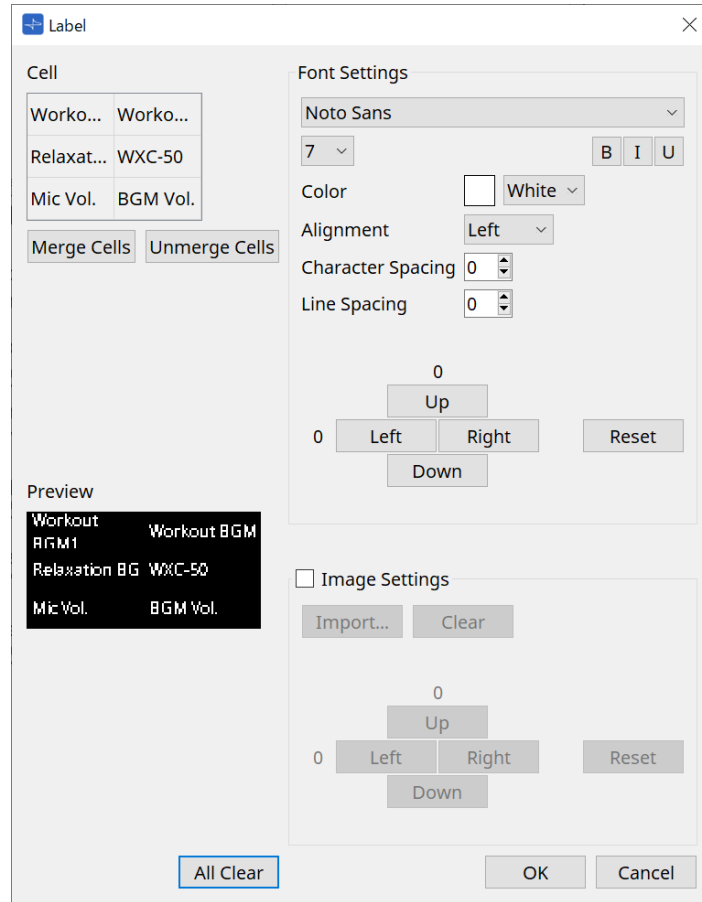 Label
Cell
Worko... Worko...
Relaxat... WXC-50
Mic Vol. BGM Vol.
Merge Cells Unmerge Cells
Preview
Workout
BGM1 Workout BGM
Relaxation BG WXC-50
Mic Vol. BGM Vol.
All Clear
Font Settings
Noto Sans
7 B I U
Color White
Alignment Left
Character Spacing 0
Line Spacing 0
0
Up
0 Left Right Reset
Down
Image Settings
Import... Clear
0
Up
0 Left Right Reset
Down
OK Cancel